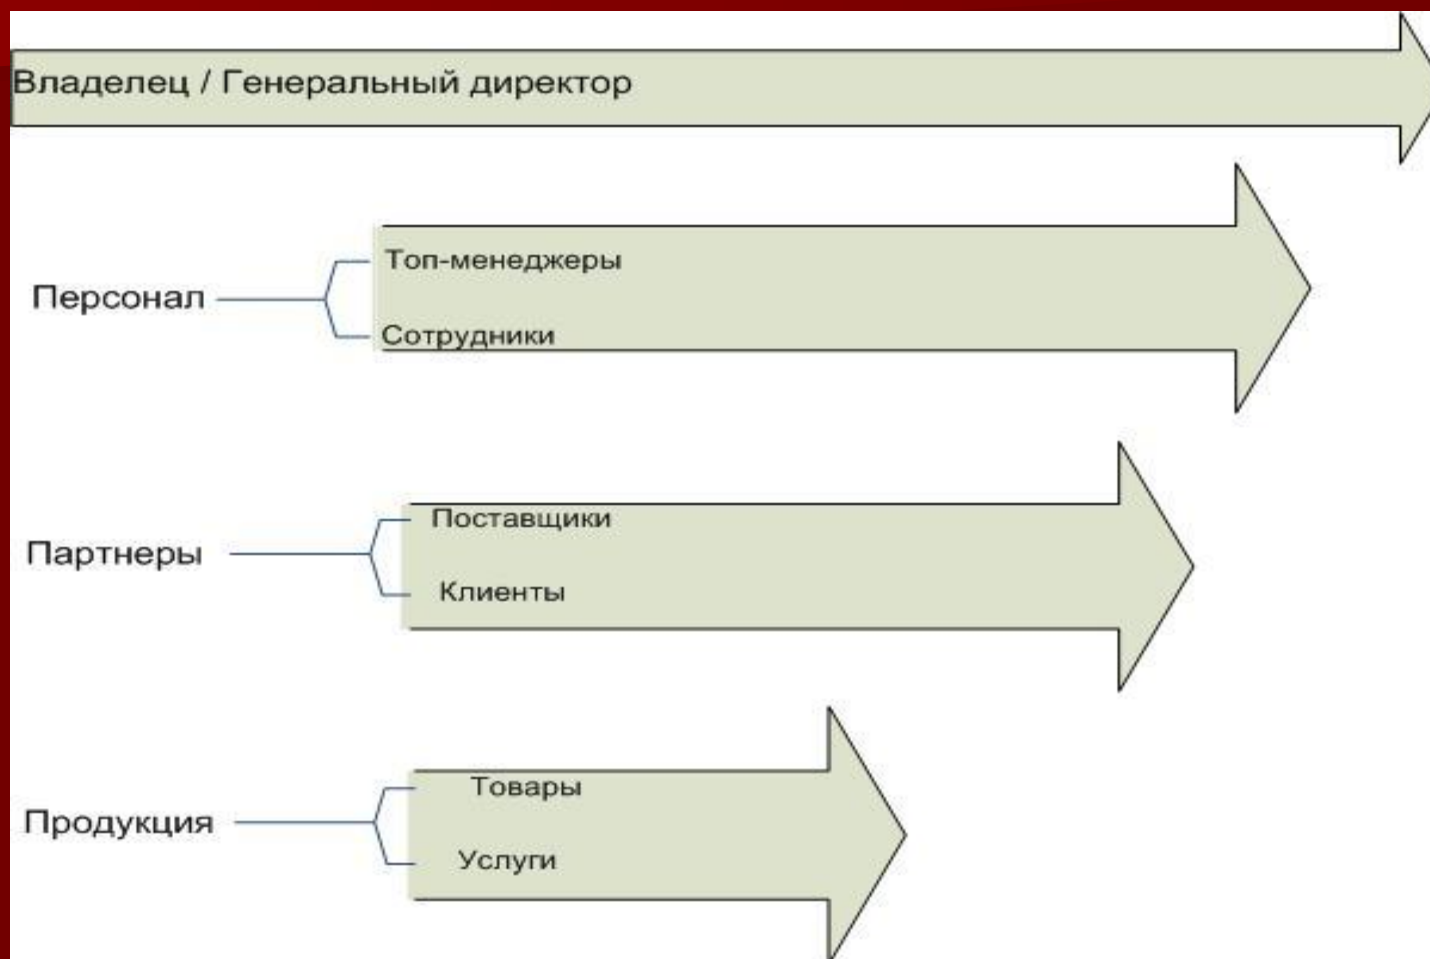 Владелец / Генеральный директор
Топ-менеджеры
Персонал
Сотрудники
Поставщики
Партнеры
Клиенты
Товары
Продукция
Услуги